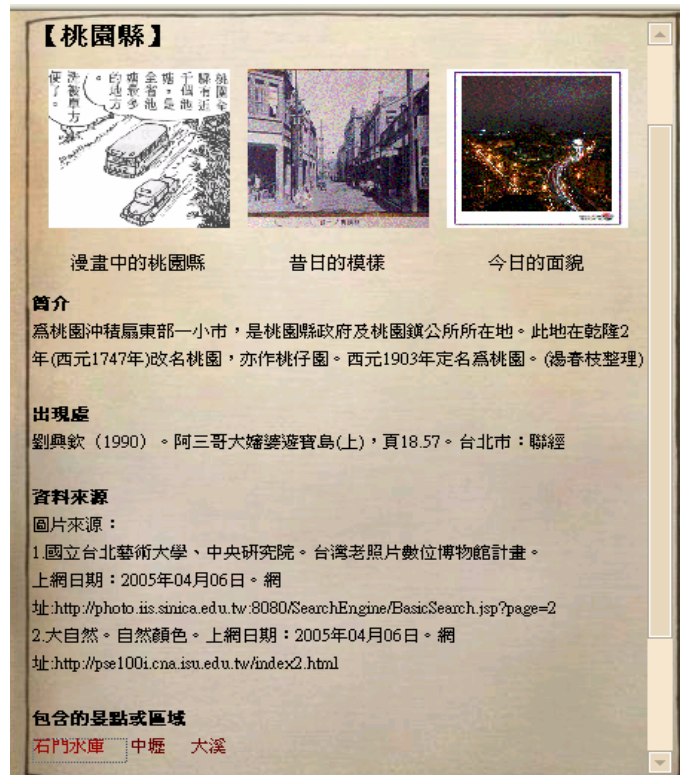 【桃園縣】
桃園全
縣有近
千個池
塘，是
全省池
塘最多
的地方
。
洗被單方
便了。
漫畫中的桃園縣 昔日的模樣 今日的面貌
簡介
為桃園沖積扇東部一小市，是桃園縣政府及桃園鎮公所所在地。此地在乾隆2
年(西元1747年)改名桃園，亦作桃仔園。西元1903年定名為桃園。(湯春枝整理)
出現處
劉興欽（1990）。阿三哥大嬸婆遊寶島(上)，頁18.57。台北市：聯經
資料來源
圖片來源：
1.國立台北藝術大學、中央研究院。台灣老照片數位博物館計畫。
上網日期：2005年04月06日。網
址:http://photo.iis.sinica.edu.tw:8080/SearchEngine/BasicSearch.jsp?page=2
2.大自然。自然顏色。上網日期：2005年04月06日。網
址:http://pse100i.cna.isu.edu.tw/index2.html
包含的景點或區域
石門水庫 中壢 大溪